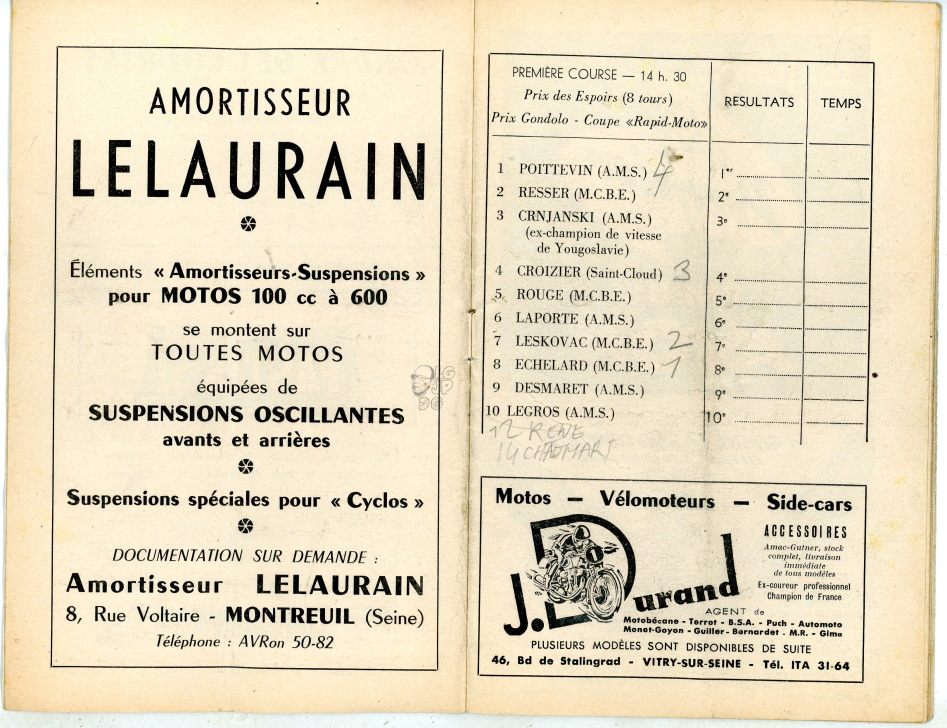 AMORTISSEUR
LELAURAIN
Éléments « Amortisseurs-Suspensions »
pour MOTOS 100 cc à 600
se montent sur
TOUTES MOTOS
équipées de
SUSPENSIONS OSCILLANTES
avants et arrières
Suspensions spéciales pour « Cyclos »
DOCUMENTATION SUR DEMANDE :
Amortisseur LELAURAIN
8, Rue Voltaire - MONTREUIL (Seine)
Téléphone : AVRon 50-82
PREMIÈRE COURSE — 14 h. 30
Prix des Espoirs (8 tours)
Prix Gondolo - Coupe «Rapid-Moto»
RESULTATS
TEMPS
1 POITTEVIN (A.M.S.) 4
2 RESSER (M.C.B.E.)
3 CRNJANSKI (A.M.S.)
(ex-champion de vitesse
de Yougoslavie)
4 CROIZIER (Saint-Cloud) 3
5 ROUGE (M.C.B.E.)
6 LAPORTE (A.M.S.)
7 LESKOVAC (M.C.B.E.) 2
8 ECHELARD (M.C.B.E.) 1
9 DESMARET (A.M.S.)
10 LEGROS (A.M.S.)
12 RENE
14 CHAUMART
1er
2e
3e
4e
5e
6e
7e
8e
9e
10e
Motos — Vélomoteurs — Side-cars
J. Durand
ACCESSOIRES
Amac-Gutner, stock
complet, livraison
immédiate
de tous modèles
Ex-coureur professionnel
Champion de France
AGENT de
Motobécane - Terrot - B.S.A. - Puch - Automoto
Monet-Goyon - Guiller - Bernardet - M.R. - Gima
PLUSIEURS MODÈLES SONT DISPONIBLES DE SUITE
46, Bd de Stalingrad - VITRY-SUR-SEINE - Tél. ITA 31-64